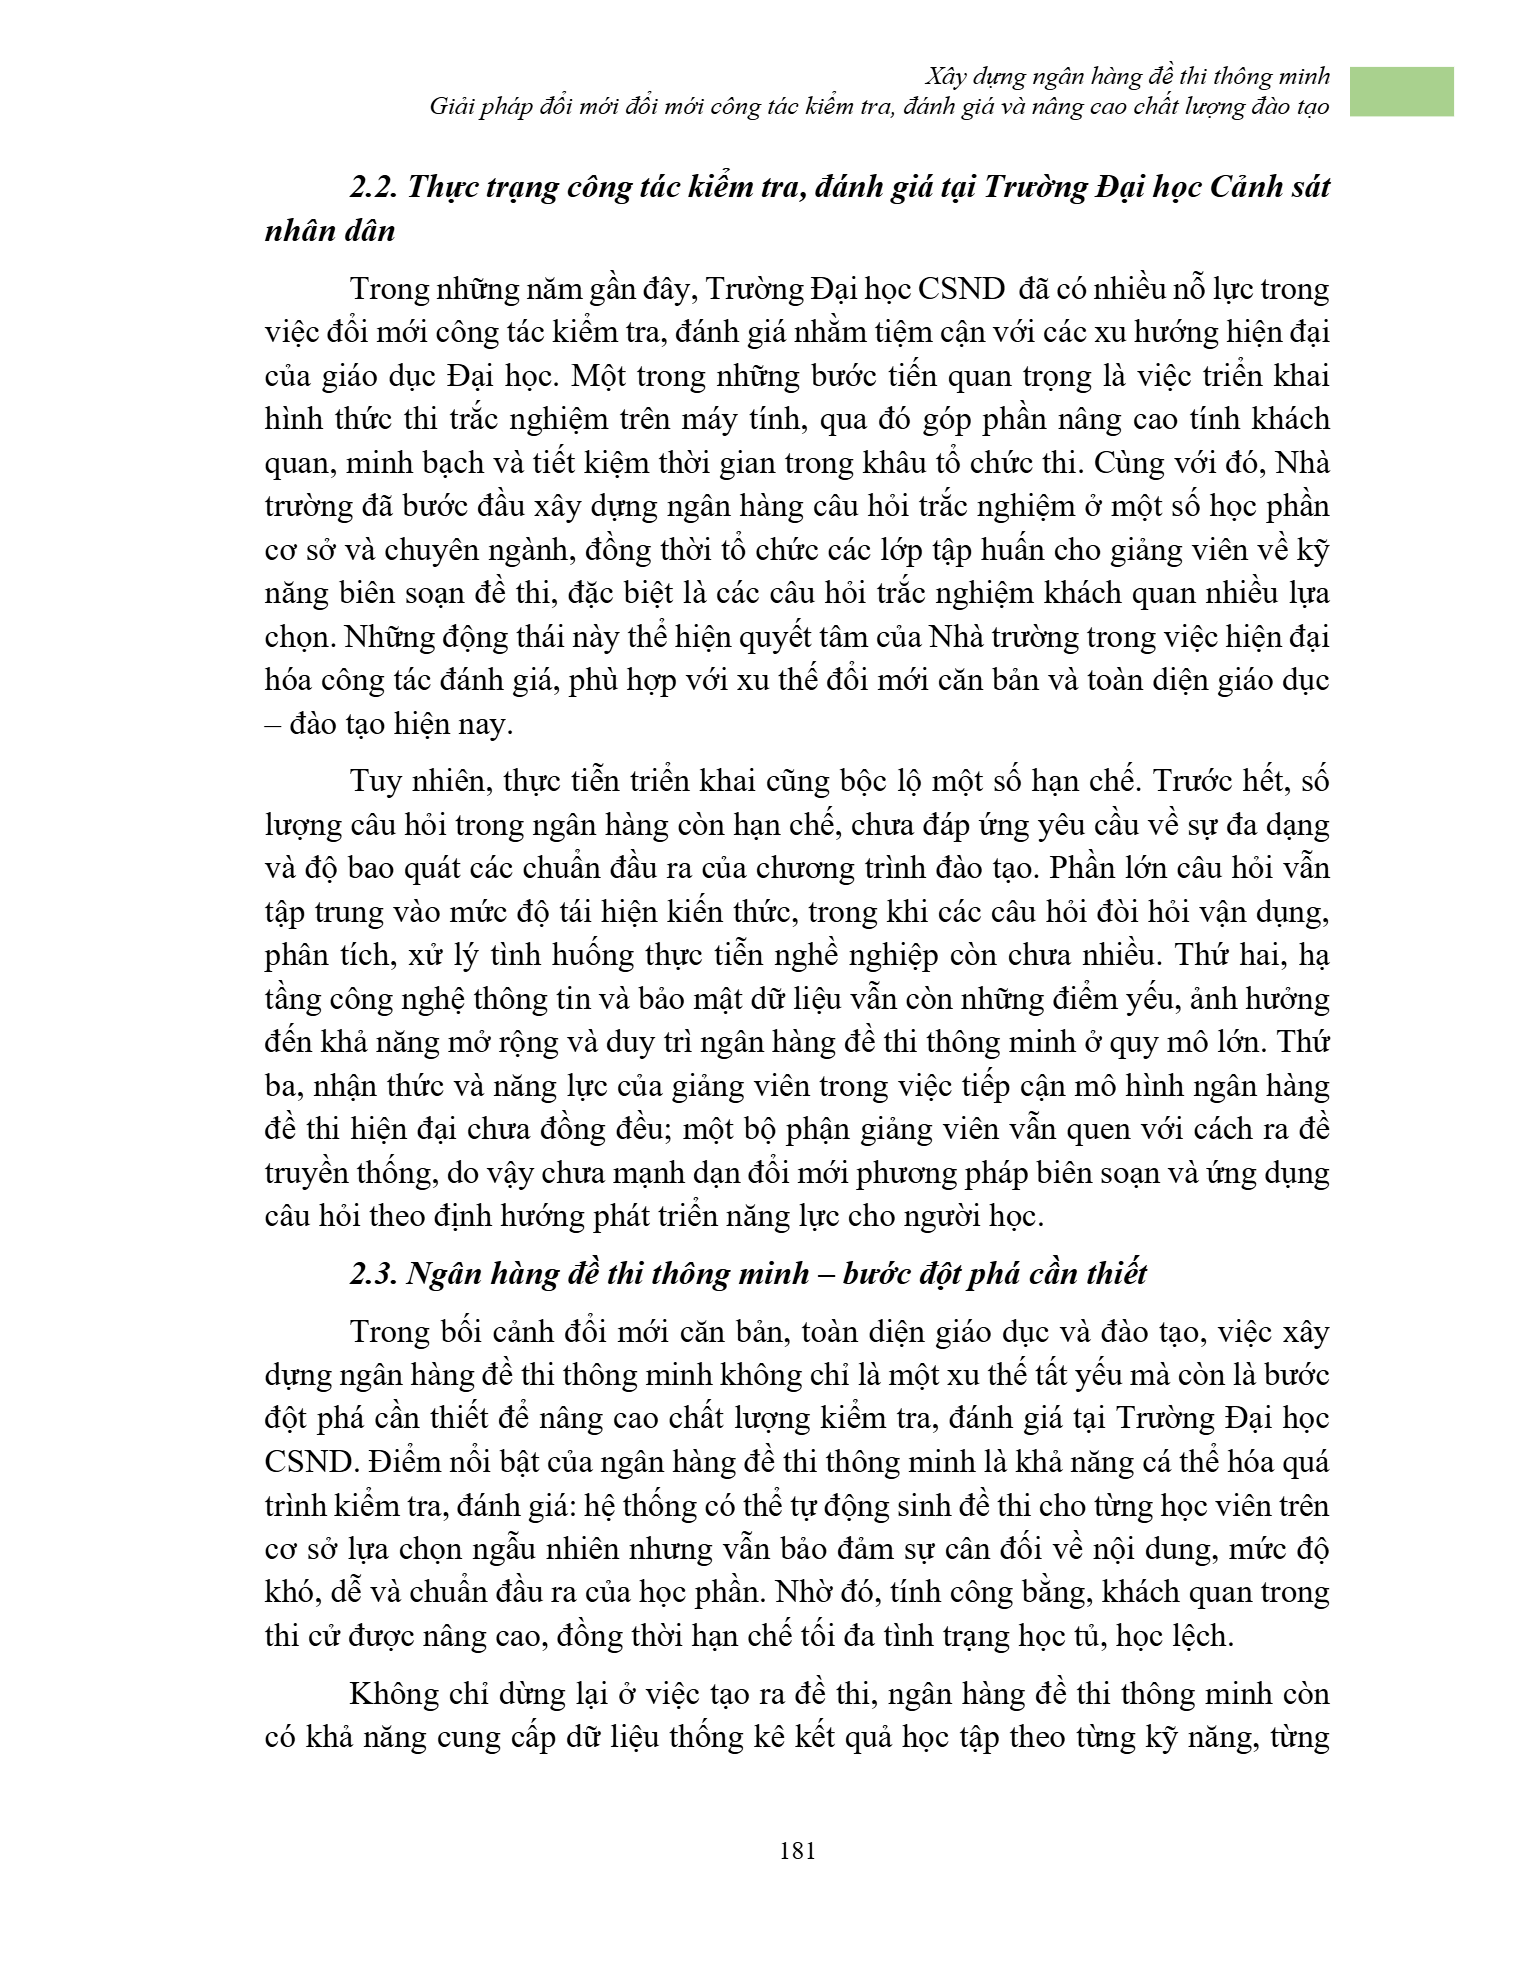 Xây dựng ngân hàng đề thi thông minh
Giải pháp đổi mới đổi mới công tác kiểm tra, đánh giá và nâng cao chất lượng đào tạo
2.2. Thực trạng công tác kiểm tra, đánh giá tại Trường Đại học Cảnh sát
nhân dân
Trong những năm gần đây, Trường Đại học CSND đã có nhiều nỗ lực trong
việc đổi mới công tác kiểm tra, đánh giá nhằm tiệm cận với các xu hướng hiện đại
của giáo dục Đại học. Một trong những bước tiến quan trọng là việc triển khai
hình thức thi trắc nghiệm trên máy tính, qua đó góp phần nâng cao tính khách
quan, minh bạch và tiết kiệm thời gian trong khâu tổ chức thi. Cùng với đó, Nhà
trường đã bước đầu xây dựng ngân hàng câu hỏi trắc nghiệm ở một số học phần
cơ sở và chuyên ngành, đồng thời tổ chức các lớp tập huấn cho giảng viên về kỹ
năng biên soạn đề thi, đặc biệt là các câu hỏi trắc nghiệm khách quan nhiều lựa
chọn. Những động thái này thể hiện quyết tâm của Nhà trường trong việc hiện đại
hóa công tác đánh giá, phù hợp với xu thế đổi mới căn bản và toàn diện giáo dục
– đào tạo hiện nay.
Tuy nhiên, thực tiễn triển khai cũng bộc lộ một số hạn chế. Trước hết, số
lượng câu hỏi trong ngân hàng còn hạn chế, chưa đáp ứng yêu cầu về sự đa dạng
và độ bao quát các chuẩn đầu ra của chương trình đào tạo. Phần lớn câu hỏi vẫn
tập trung vào mức độ tái hiện kiến thức, trong khi các câu hỏi đòi hỏi vận dụng,
phân tích, xử lý tình huống thực tiễn nghề nghiệp còn chưa nhiều. Thứ hai, hạ
tầng công nghệ thông tin và bảo mật dữ liệu vẫn còn những điểm yếu, ảnh hưởng
đến khả năng mở rộng và duy trì ngân hàng đề thi thông minh ở quy mô lớn. Thứ
ba, nhận thức và năng lực của giảng viên trong việc tiếp cận mô hình ngân hàng
đề thi hiện đại chưa đồng đều; một bộ phận giảng viên vẫn quen với cách ra đề
truyền thống, do vậy chưa mạnh dạn đổi mới phương pháp biên soạn và ứng dụng
câu hỏi theo định hướng phát triển năng lực cho người học.
2.3. Ngân hàng đề thi thông minh – bước đột phá cần thiết
Trong bối cảnh đổi mới căn bản, toàn diện giáo dục và đào tạo, việc xây
dựng ngân hàng đề thi thông minh không chỉ là một xu thế tất yếu mà còn là bước
đột phá cần thiết để nâng cao chất lượng kiểm tra, đánh giá tại Trường Đại học
CSND. Điểm nổi bật của ngân hàng đề thi thông minh là khả năng cá thể hóa quá
trình kiểm tra, đánh giá: hệ thống có thể tự động sinh đề thi cho từng học viên trên
cơ sở lựa chọn ngẫu nhiên nhưng vẫn bảo đảm sự cân đối về nội dung, mức độ
khó, dễ và chuẩn đầu ra của học phần. Nhờ đó, tính công bằng, khách quan trong
thi cử được nâng cao, đồng thời hạn chế tối đa tình trạng học tủ, học lệch.
Không chỉ dừng lại ở việc tạo ra đề thi, ngân hàng đề thi thông minh còn
có khả năng cung cấp dữ liệu thống kê kết quả học tập theo từng kỹ năng, từng
181